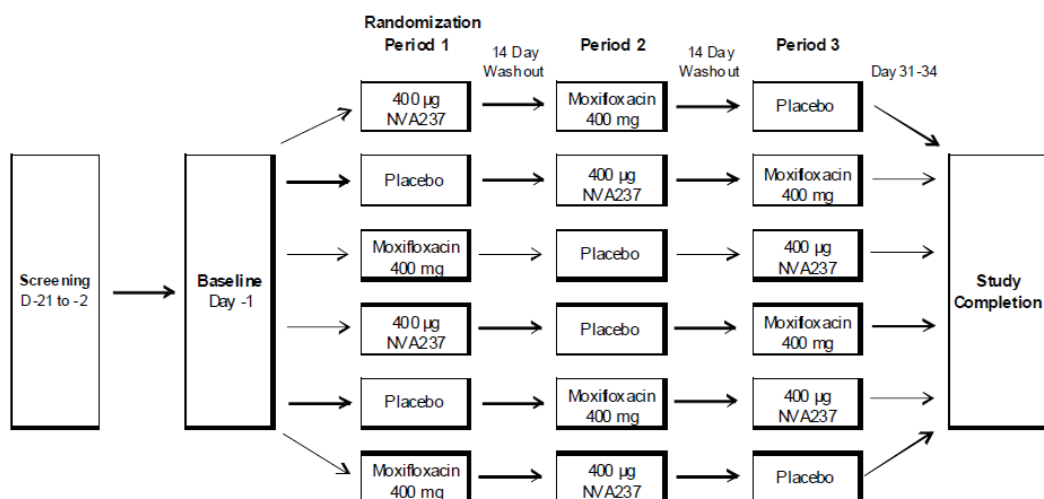 Randomization
Period 1
14 Day
Washout
Period 2
14 Day
Washout
Period 3
Day 31-34
400 µg
NVA237
Moxifloxacin
400 mg
Placebo
Placebo
400 µg
NVA237
Moxifloxacin
400 mg
Moxifloxacin
400 mg
Placebo
400 µg
NVA237
Screening
D-21 to -2
Baseline
Day -1
Study
Completion
400 µg
NVA237
Placebo
Moxifloxacin
400 mg
Placebo
Moxifloxacin
400 mg
400 µg
NVA237
Moxifloxacin
400 mg
400 µg
NVA237
Placebo